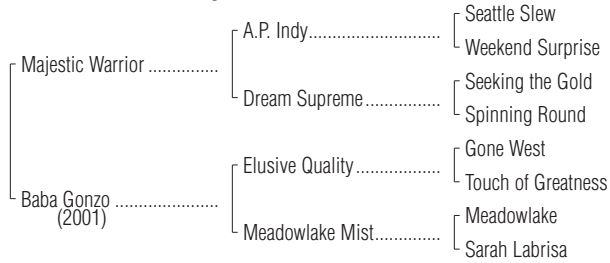 Seattle Slew
A.P. Indy..............................
Weekend Surprise
Majestic Warrior ...............
Seeking the Gold
Dream Supreme.................
Spinning Round
Gone West
Elusive Quality ...................
Touch of Greatness
Baba Gonzo ......................
(2001)
Meadowlake
Meadowlake Mist...............
Sarah Labrisa